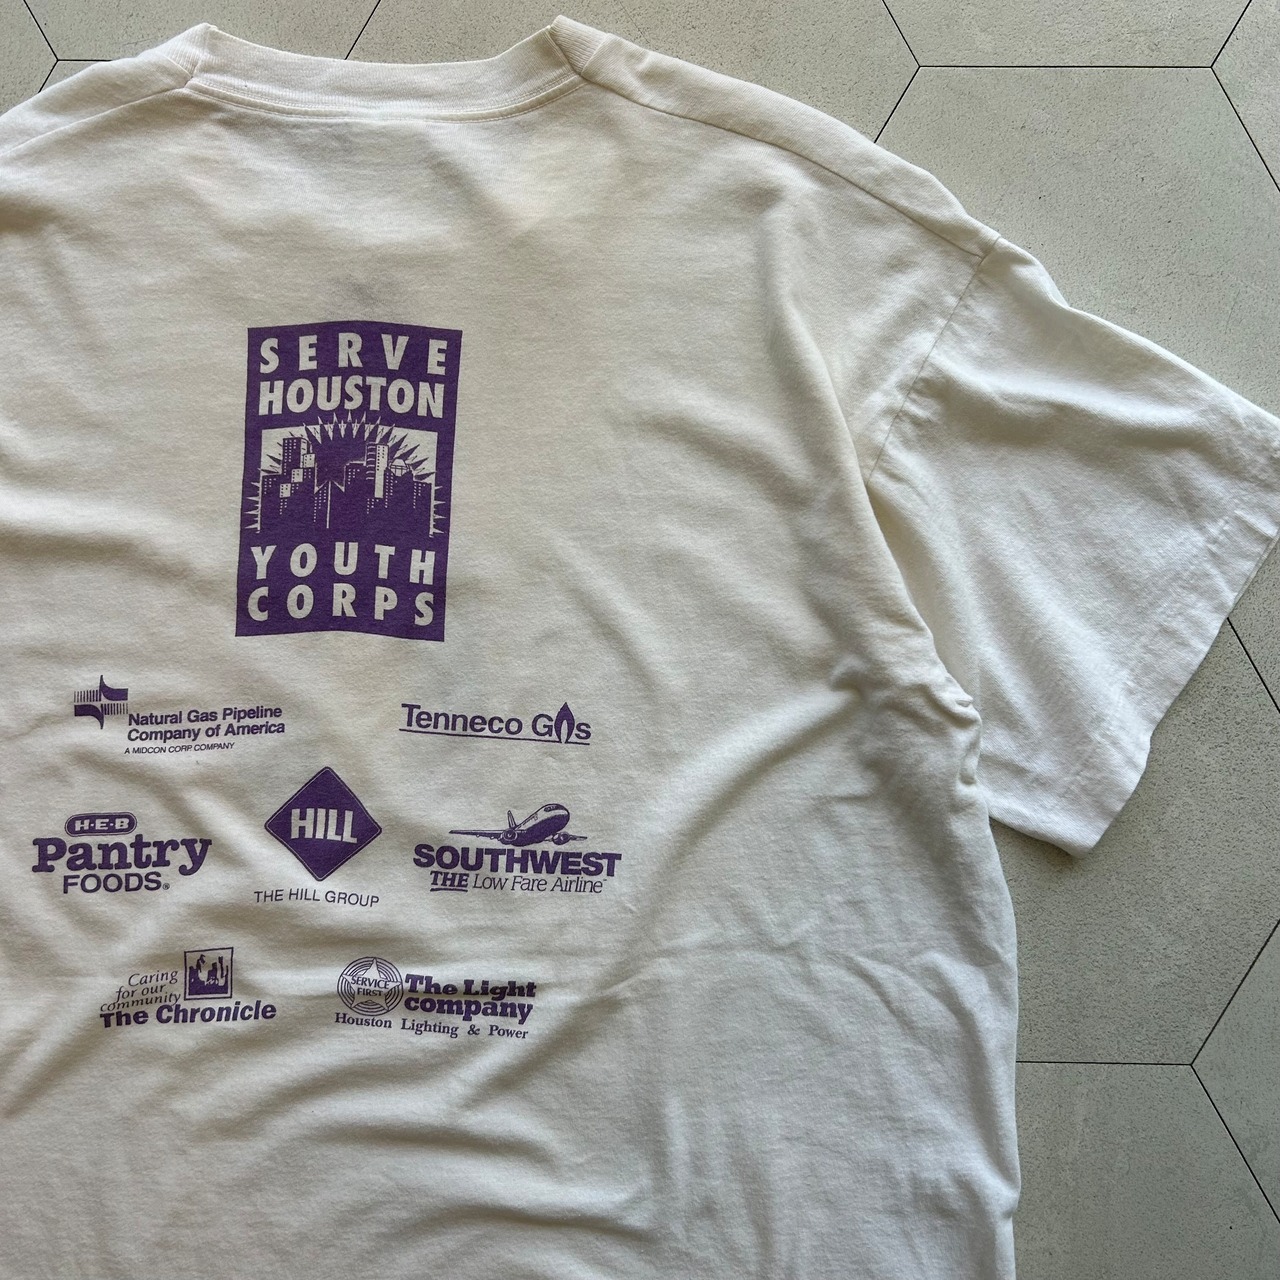 SERVE
HOUSTON
YOUTH
CORPS
Natural Gas Pipeline
Company of America
A MIDCON CORP. COMPANY
Tenneco Gas
H-E-B
Pantry
FOODS®
HILL
THE HILL GROUP
SOUTHWEST
THE Low Fare Airline™
Caring
for our
community
The Chronicle
SERVICE
FIRST
The Light
company
Houston Lighting & Power